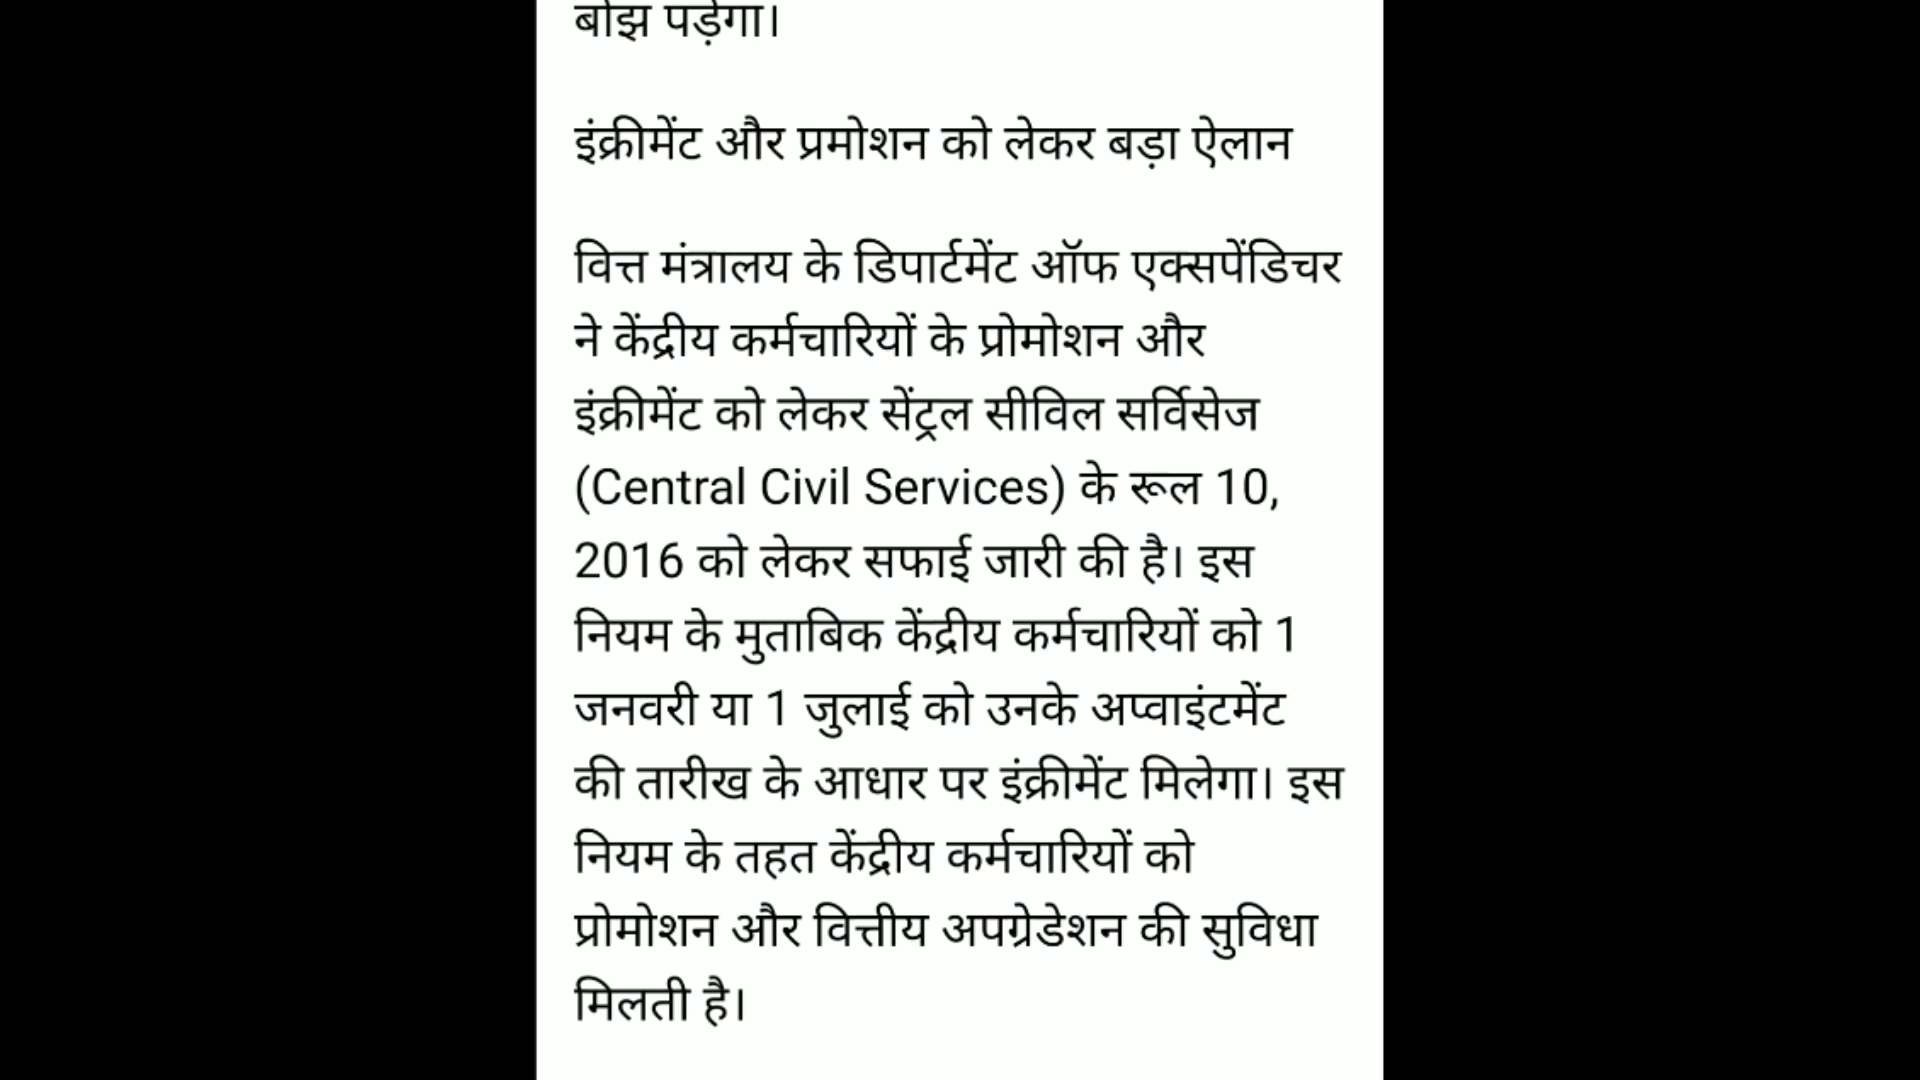 बोझ पड़ेगा।
इंक्रीमेंट और प्रमोशन को लेकर बड़ा ऐलान
वित्त मंत्रालय के डिपार्टमेंट ऑफ एक्सपेंडिचर
ने केंद्रीय कर्मचारियों के प्रोमोशन और
इंक्रीमेंट को लेकर सेंट्रल सीविल सर्विसेज
(Central Civil Services) के रूल 10,
2016 को लेकर सफाई जारी की है। इस
नियम के मुताबिक केंद्रीय कर्मचारियों को 1
जनवरी या 1 जुलाई को उनके अप्वाइंटमेंट
की तारीख के आधार पर इंक्रीमेंट मिलेगा। इस
नियम के तहत केंद्रीय कर्मचारियों को
प्रोमोशन और वित्तीय अपग्रेडेशन की सुविधा
मिलती है।